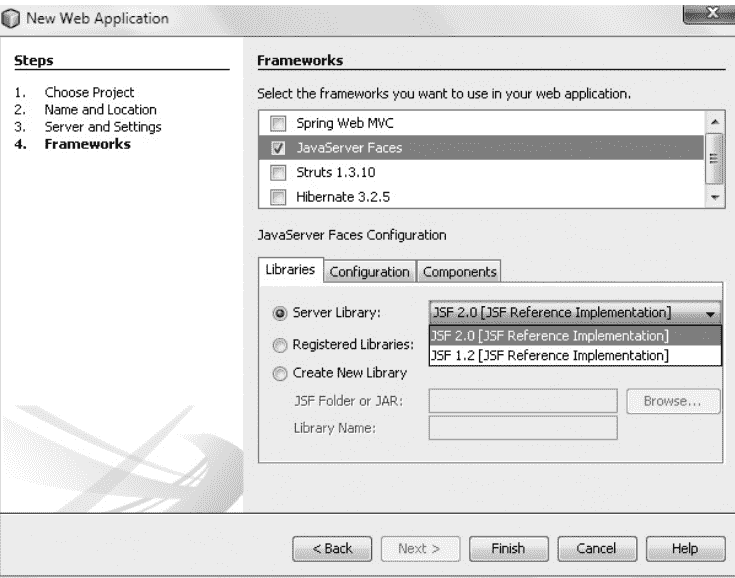 New Web Application
Steps
1. Choose Project
2. Name and Location
3. Server and Settings
4. Frameworks
Frameworks
Select the frameworks you want to use in your web application.
Spring Web MVC
JavaServer Faces
Struts 1.3.10
Hibernate 3.2.5
JavaServer Faces Configuration
Libraries Configuration Components
Server Library: JSF 2.0 [JSF Reference Implementation]
JSF 2.0 [JSF Reference Implementation]
Registered Libraries:
JSF 1.2 [JSF Reference Implementation]
Create New Library
JSF Folder or JAR: Browse...
Library Name:
< Back Next > Finish Cancel Help